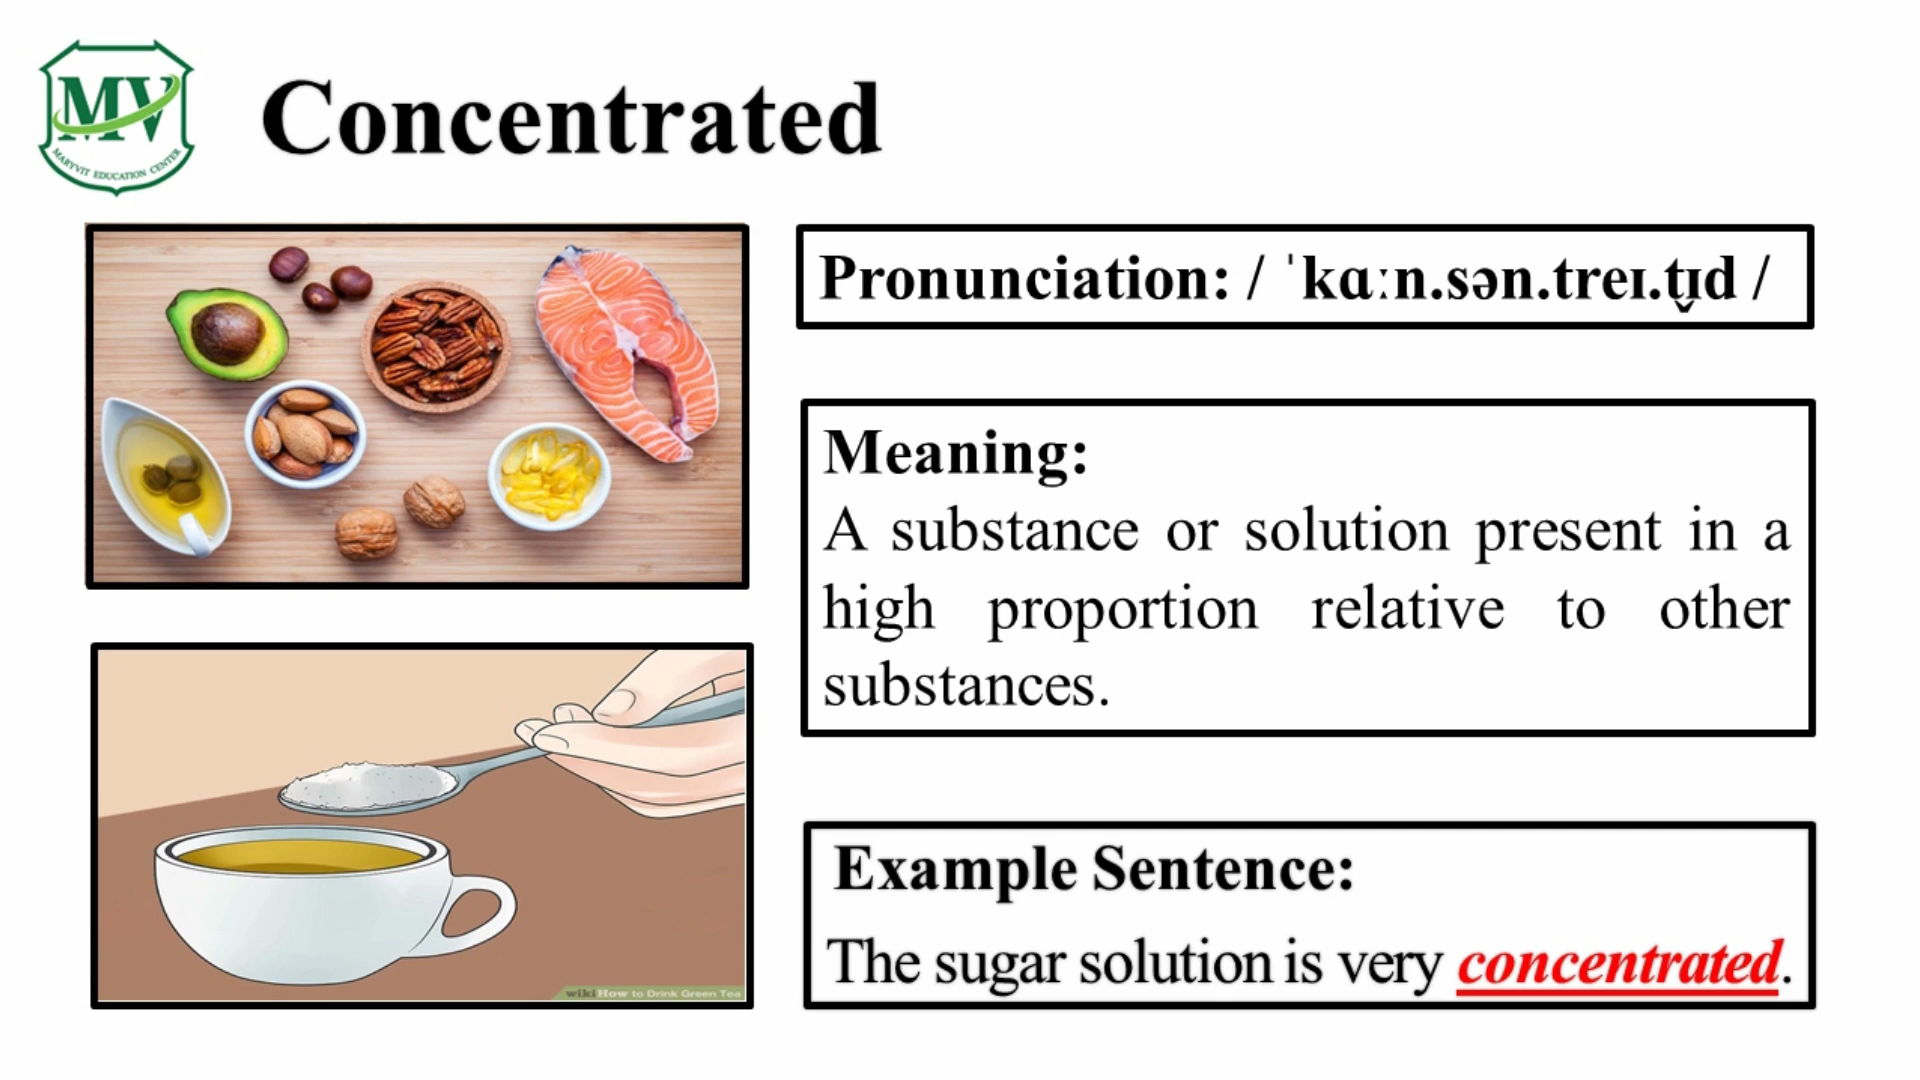 MV
MARYVIT EDUCATION CENTER
Concentrated
Pronunciation: / ˈkɑːn.sən.treɪ.t̬ɪd /
Meaning:
A substance or solution present in a
high proportion relative to other
substances.
Example Sentence:
The sugar solution is very concentrated.
wikiHow to Drink Green Tea